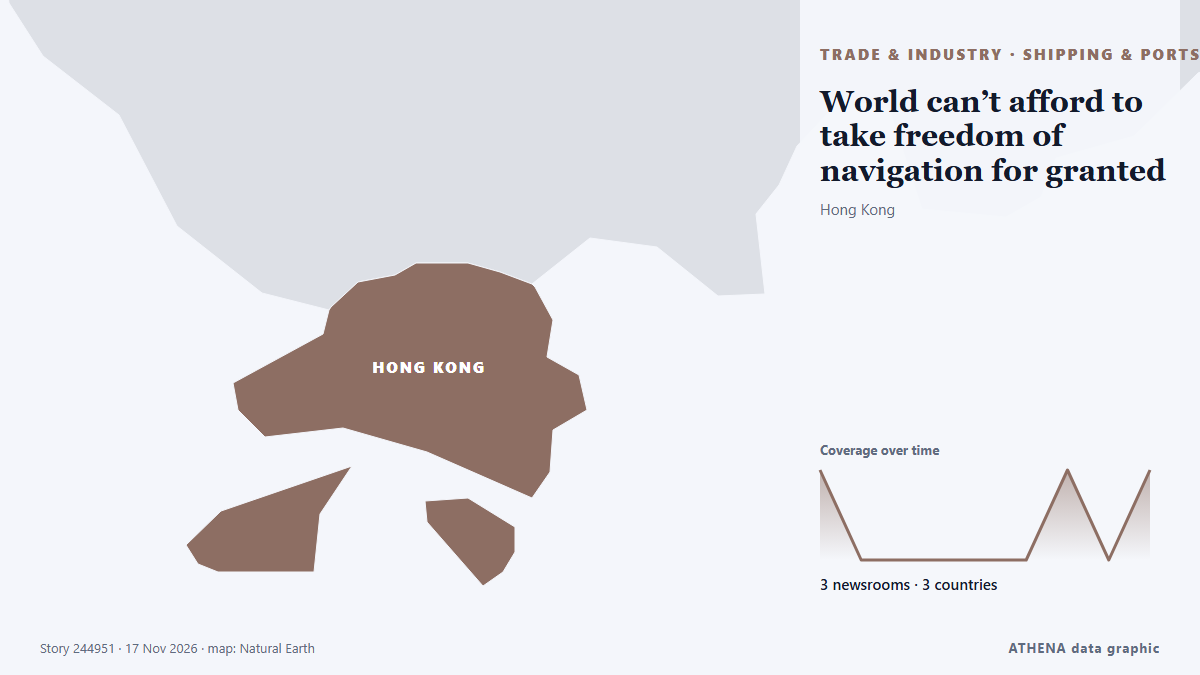 TRADE & INDUSTRY · SHIPPING & PORTS
World can’t afford to
take freedom of
navigation for granted
Hong Kong
HONG KONG
Coverage over time
3 newsrooms · 3 countries
Story 244951 · 17 Nov 2026 · map: Natural Earth
ATHENA data graphic